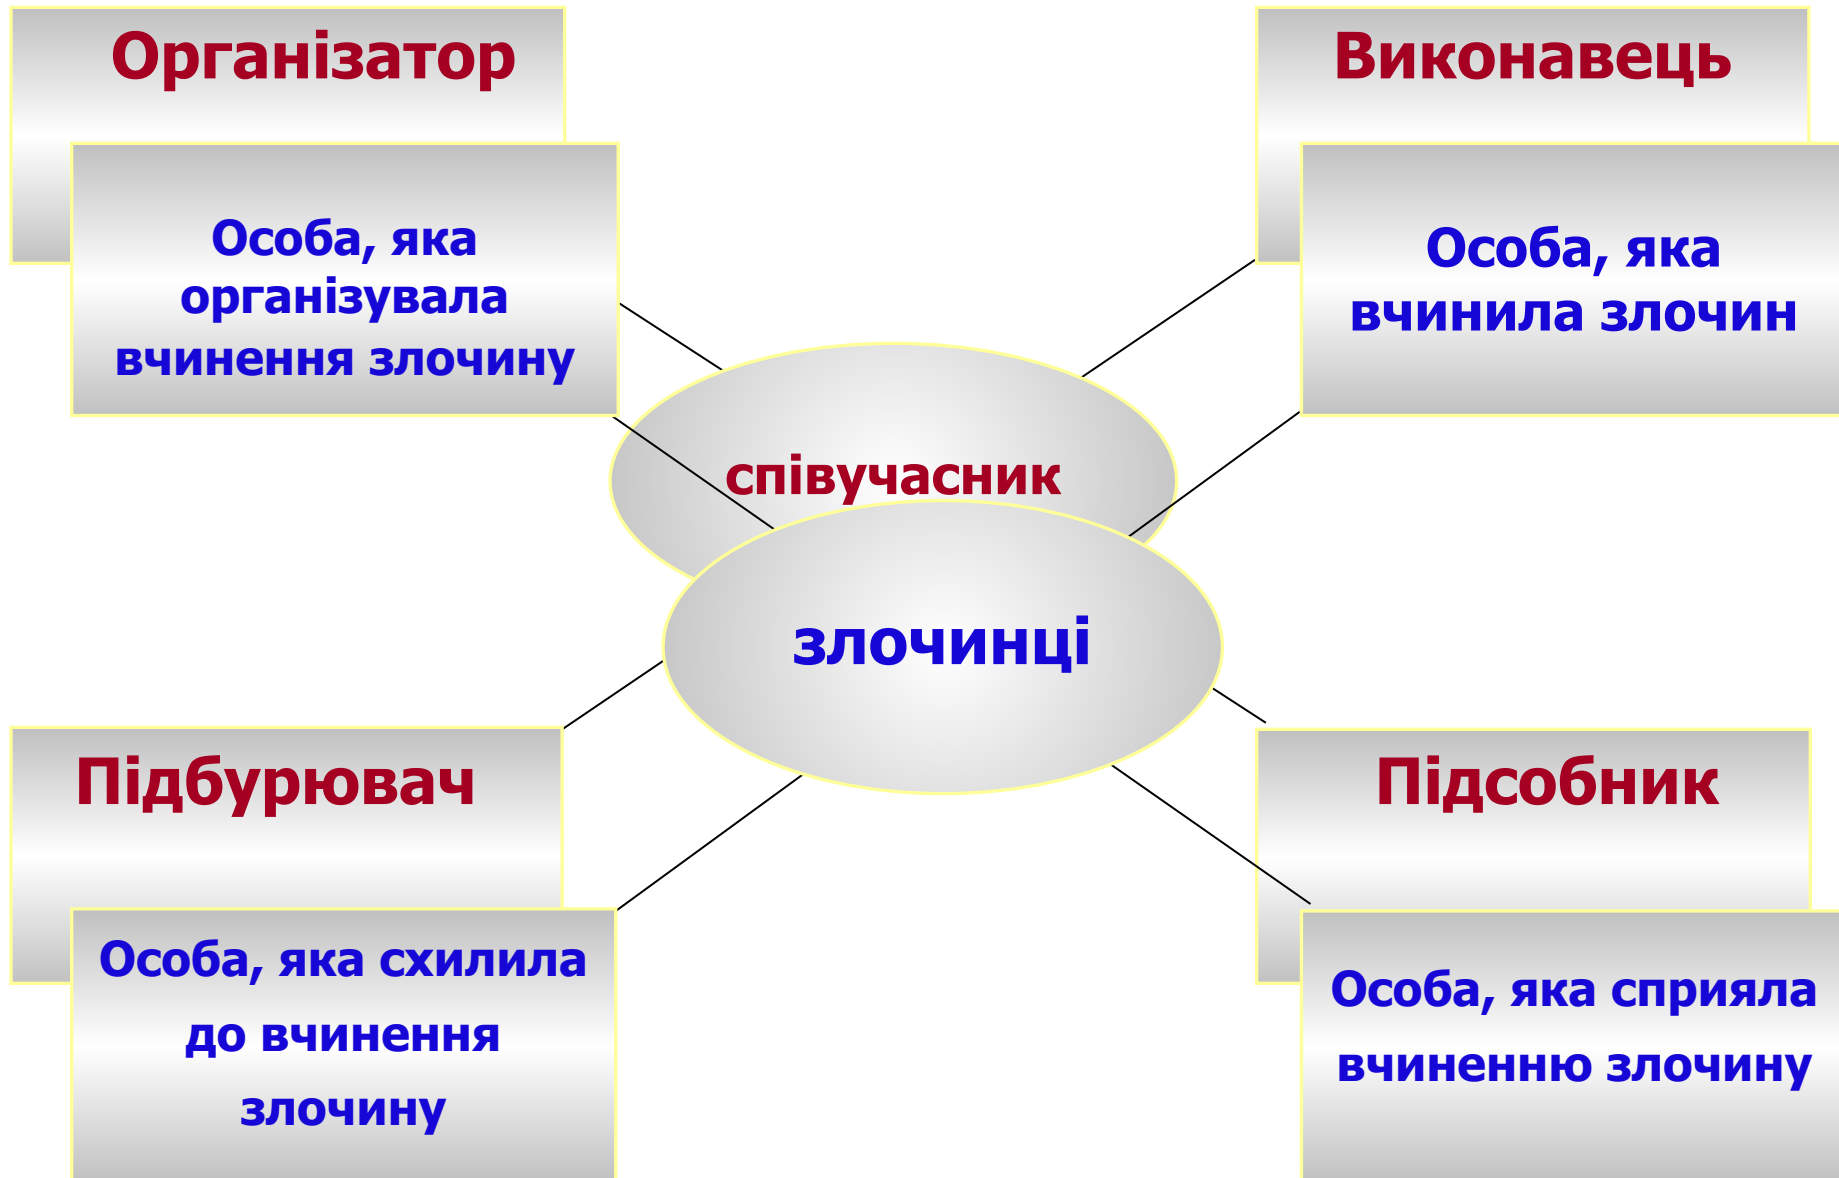 Організатор
Особа, яка
організувала
вчинення злочину
Виконавець
Особа, яка
вчинила злочин
співучасник
злочинці
Підбурювач
Особа, яка схилила
до вчинення
злочину
Підсобник
Особа, яка сприяла
вчиненню злочину